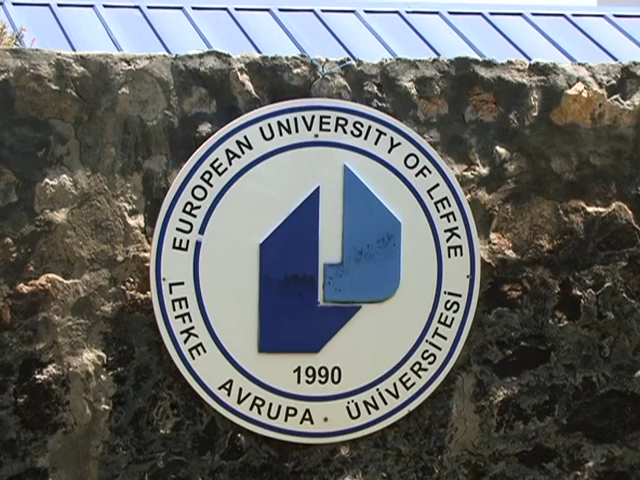 EUROPEAN UNIVERSITY OF LEFKE
1990
LEFKE AVRUPA ÜNİVERSİTESİ